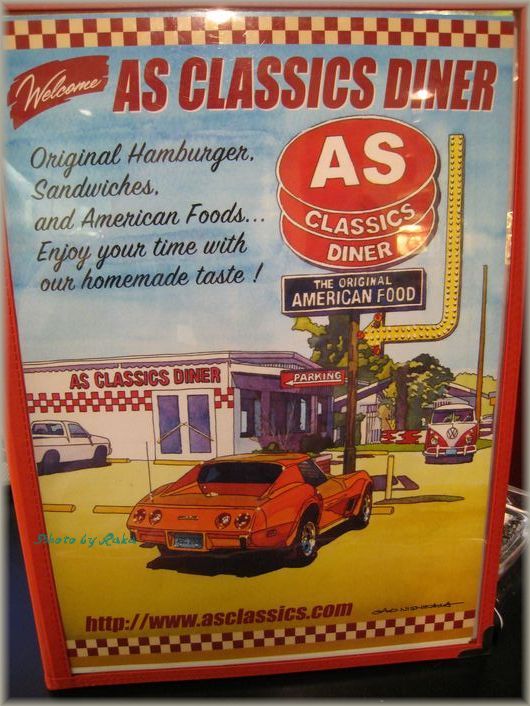 Welcome AS CLASSICS DINER
Original Hamburger,
Sandwiches,
and American Foods...
Enjoy your time with
our homemade taste !
AS
CLASSICS
DINER
THE ORIGINAL
AMERICAN FOOD
AS CLASSICS DINER
PARKING
Photo by Raka
http://www.asclassics.com